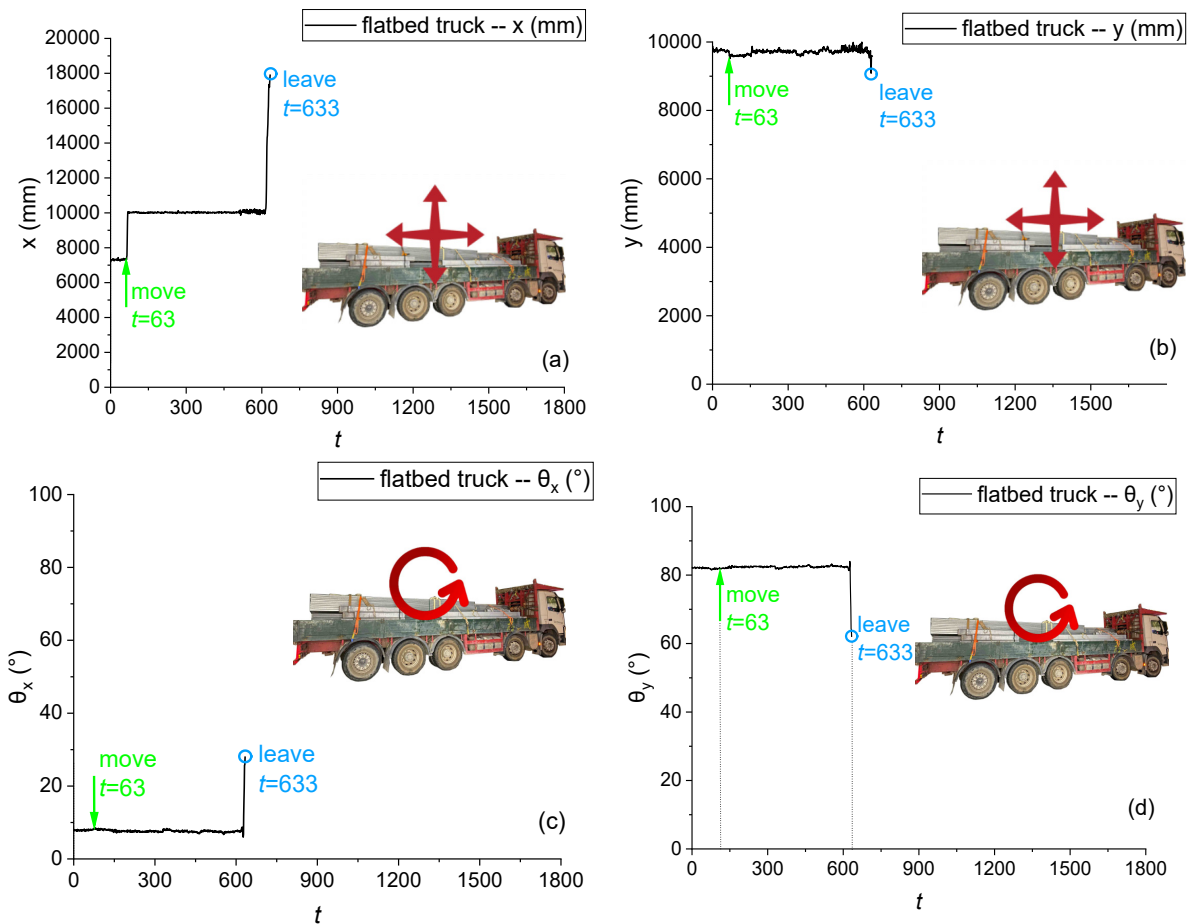 flatbed truck -- x (mm)
20000
18000
16000
14000
12000
10000
8000
6000
4000
2000
0
x (mm)
leave
t=633
move
t=63
(a)
0 300 600 900 1200 1500 1800
t
flatbed truck -- y (mm)
10000
8000
6000
4000
2000
0
y (mm)
move
t=63
leave
t=633
(b)
0 300 600 900 1200 1500
t
flatbed truck -- θx (°)
100
80
60
40
20
0
θx (°)
move
t=63
leave
t=633
(c)
0 300 600 900 1200 1500 1800
t
flatbed truck -- θy (°)
100
80
60
40
20
0
θy (°)
move
t=63
leave
t=633
(d)
0 300 600 900 1200 1500 1800
t